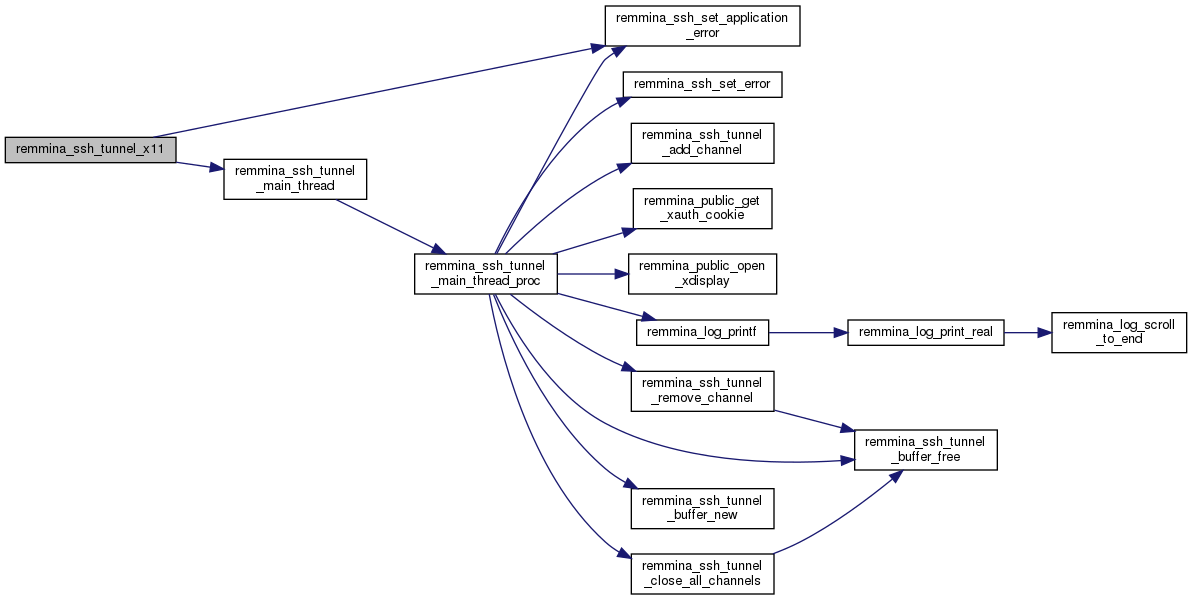 remmina_ssh_tunnel_x11
remmina_ssh_tunnel
_main_thread
remmina_ssh_tunnel
_main_thread_proc
remmina_ssh_set_application
_error
remmina_ssh_set_error
remmina_ssh_tunnel
_add_channel
remmina_public_get
_xauth_cookie
remmina_public_open
_xdisplay
remmina_log_printf
remmina_log_print_real
remmina_log_scroll
_to_end
remmina_ssh_tunnel
_remove_channel
remmina_ssh_tunnel
_buffer_free
remmina_ssh_tunnel
_buffer_new
remmina_ssh_tunnel
_close_all_channels